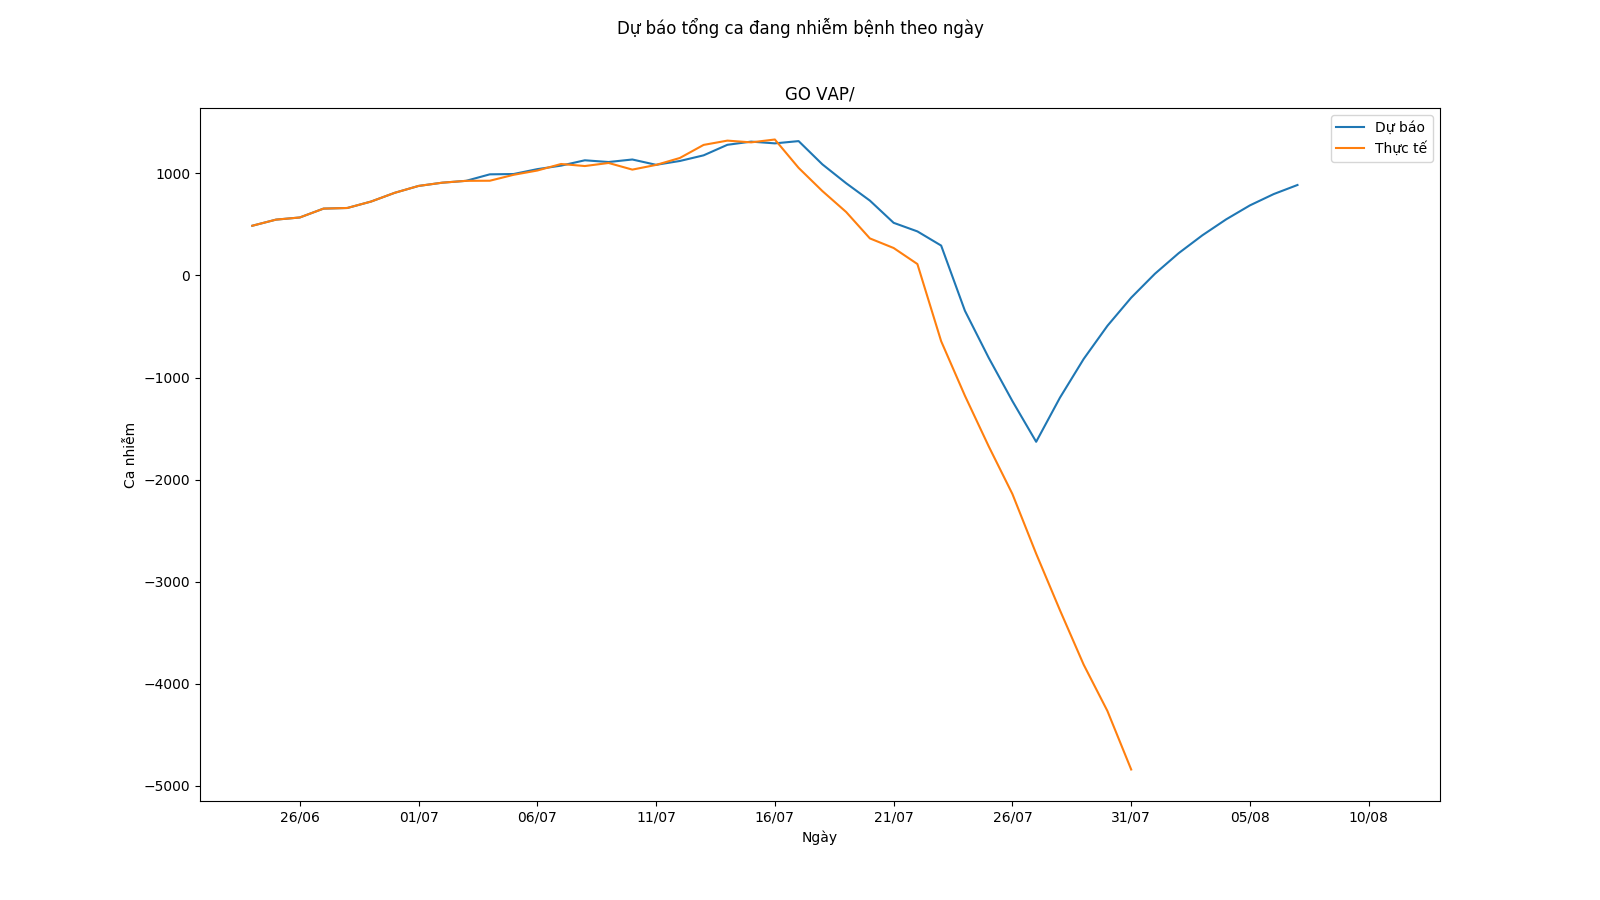 Dự báo tổng ca đang nhiễm bệnh theo ngày
GO VAP/
Dự báo
Thực tế
1000
0
−1000
−2000
−3000
−4000
−5000
Ca nhiễm
26/06 01/07 06/07 11/07 16/07 21/07 26/07 31/07 05/08 10/08
Ngày